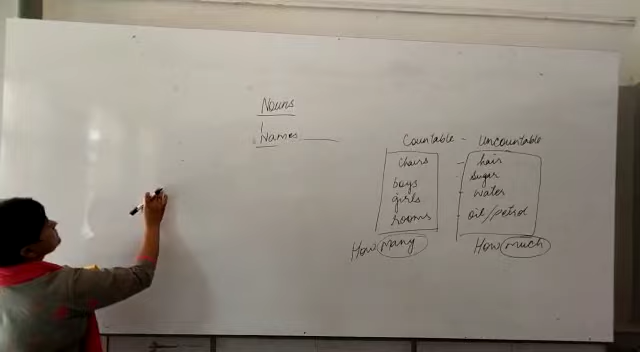 Nouns
Names
Countable - Uncountable
chairs - hair
boys - sugar
girls - water
rooms - oil/petrol
How many How much